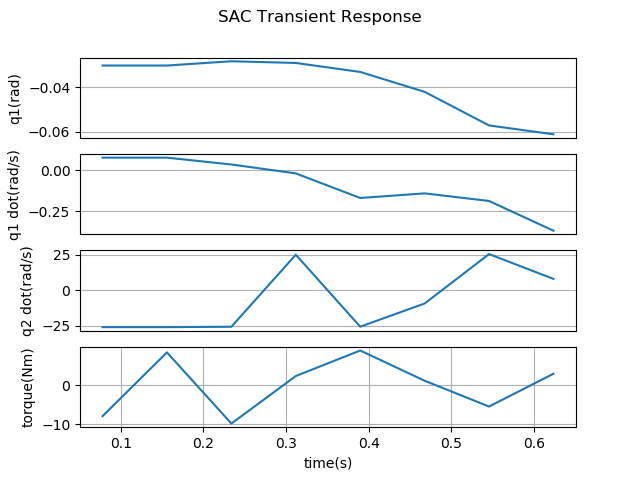 SAC Transient Response
q1(rad)
−0.04
−0.06
q1 dot(rad/s)
0.00
−0.25
q2 dot(rad/s)
25
0
−25
torque(Nm)
0
−10
0.1 0.2 0.3 0.4 0.5 0.6
time(s)